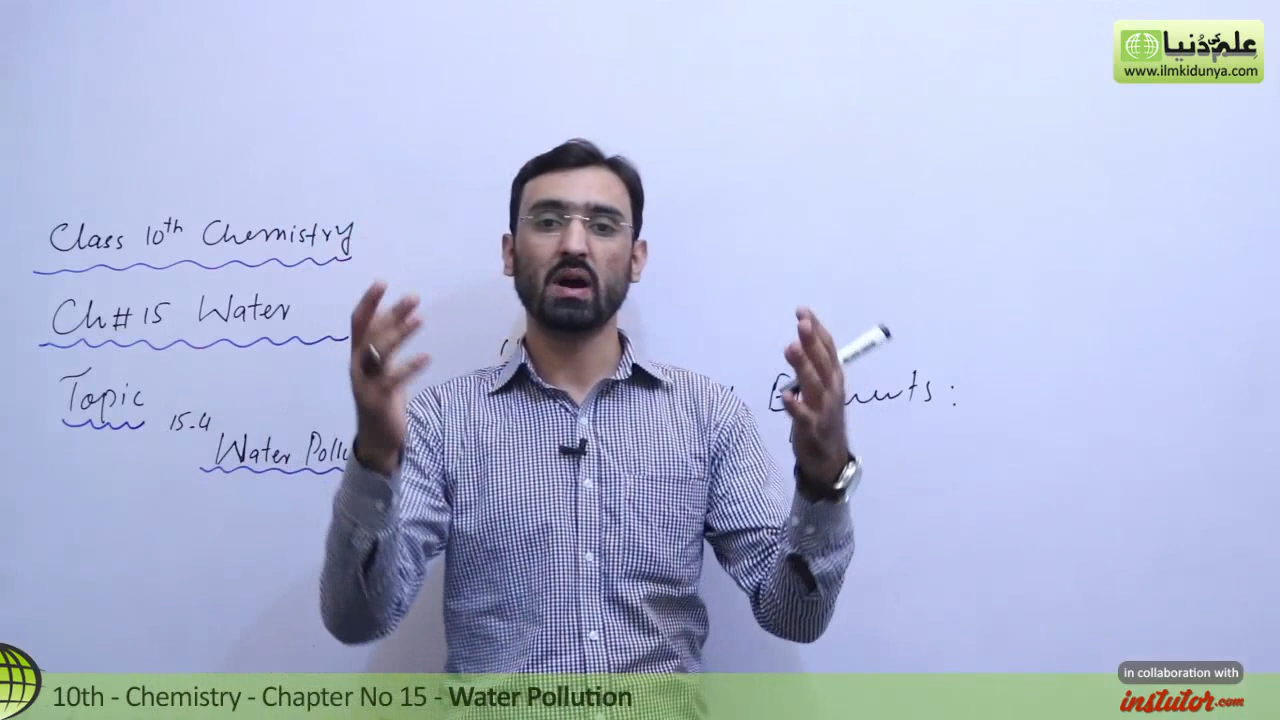 علم کی دنیا
www.ilmkidunya.com
Class 10th Chemistry
Ch# 15 Water
Topic
15.4
Water
10th - Chemistry - Chapter No 15 - Water Pollution
in collaboration with
instutor.com